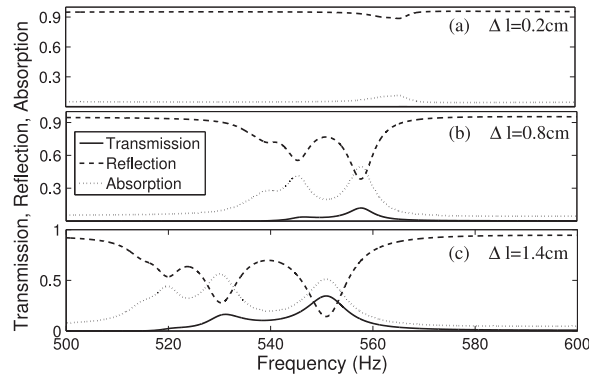 Transmission, Reflection, Absorption
0.9
0.6
0.3
(a) Δ l=0.2cm
0.9
0.6
0.3
(b) Δ l=0.8cm
Transmission
Reflection
Absorption
1
0.5
0
(c) Δ l=1.4cm
500 520 540 560 580 600
Frequency (Hz)